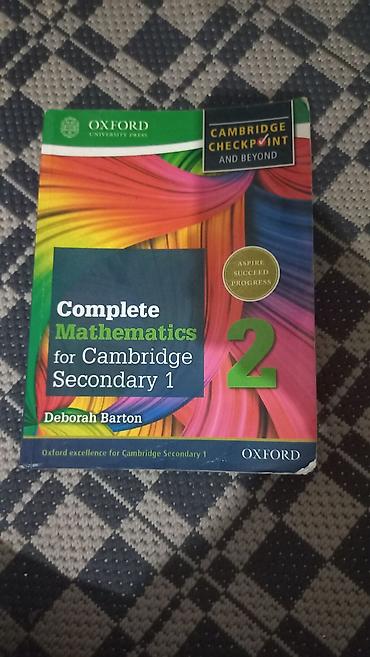 OXFORD
UNIVERSITY PRESS
CAMBRIDGE
CHECKPOINT
AND BEYOND
ASPIRE
SUCCEED
PROGRESS
Complete
Mathematics
for Cambridge
Secondary 1
2
Deborah Barton
Oxford excellence for Cambridge Secondary 1
OXFORD